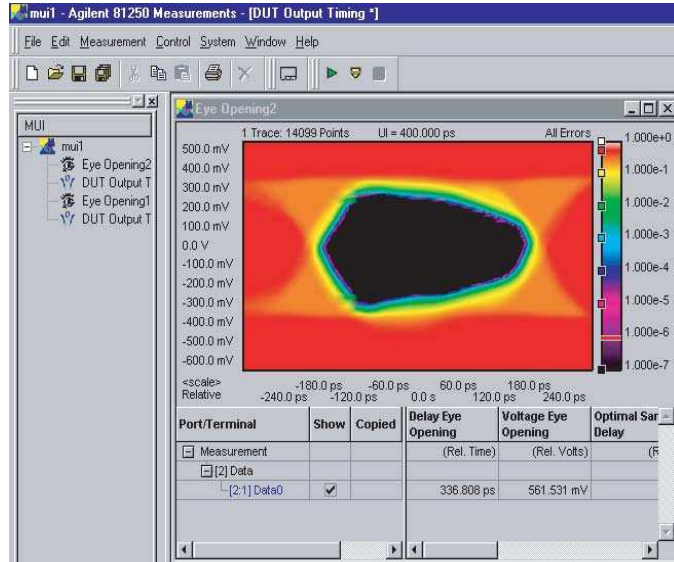 mui1 - Agilent 81250 Measurements - [DUT Output Timing *]
File Edit Measurement Control System Window Help
MUI
mui1
Eye Opening2
DUT Output T
Eye Opening1
DUT Output T
Eye Opening2
1 Trace: 14099 Points UI = 400.000 ps All Errors
500.0 mV
400.0 mV
300.0 mV
200.0 mV
100.0 mV
0.0 V
-100.0 mV
-200.0 mV
-300.0 mV
-400.0 mV
-500.0 mV
-600.0 mV
1.000e+0
1.000e-1
1.000e-2
1.000e-3
1.000e-4
1.000e-5
1.000e-6
1.000e-7
<scale> -180.0 ps -60.0 ps 60.0 ps 180.0 ps
Relative -240.0 ps -120.0 ps 0.0 s 120.0 ps 240.0 ps
Port/Terminal Show Copied Delay Eye Opening Voltage Eye Opening Optimal Sar Delay
Measurement (Rel. Time) (Rel. Volts) (R
[2] Data
[2:1] Data0 336.808 ps 561.531 mV